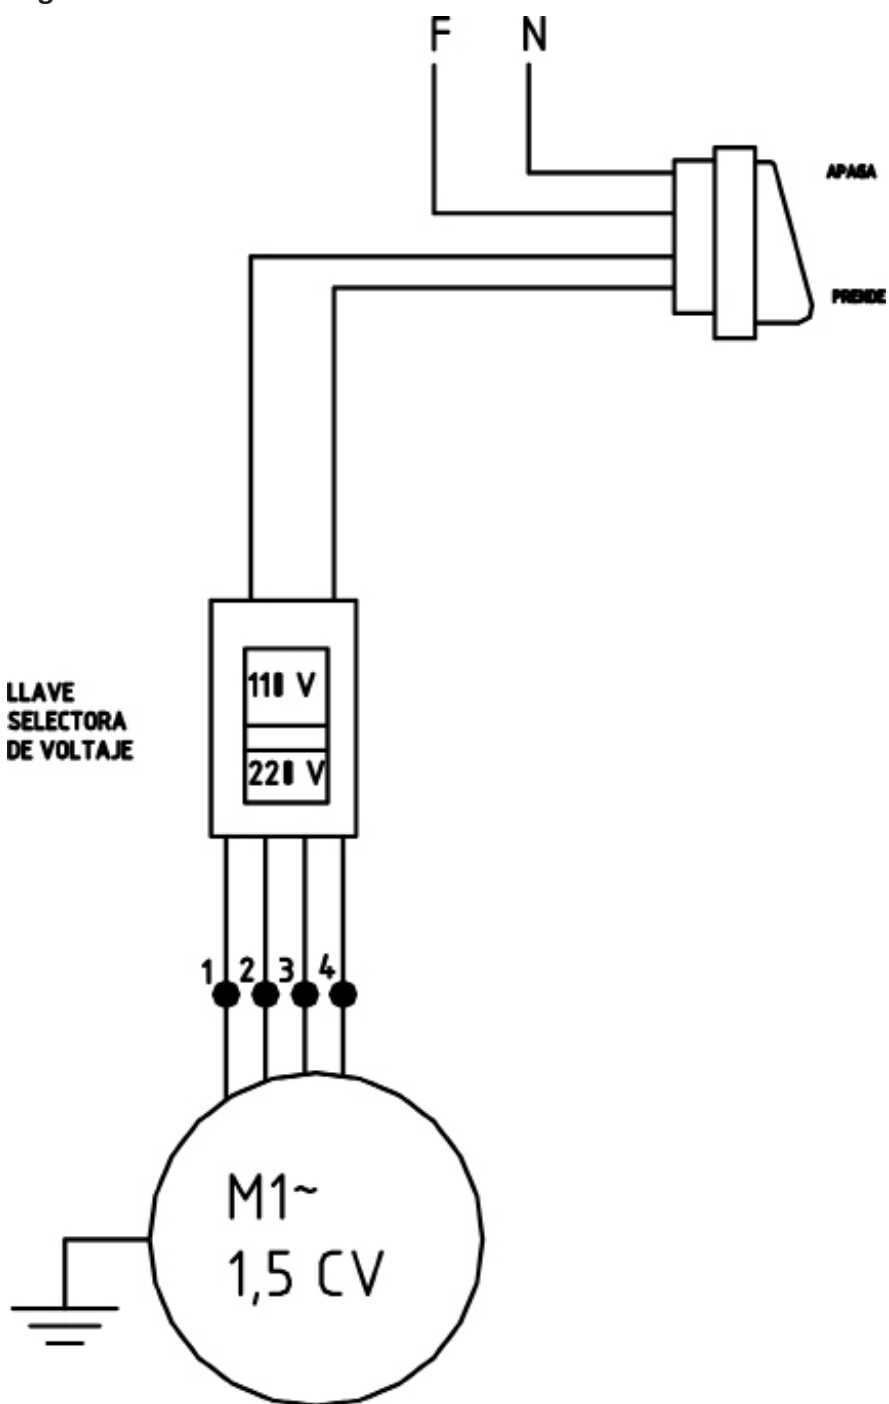 F N
APAGA
PRENDE
LLAVE
SELECTORA
DE VOLTAJE
110 V
220 V
1 2 3 4
M1~
1,5 CV